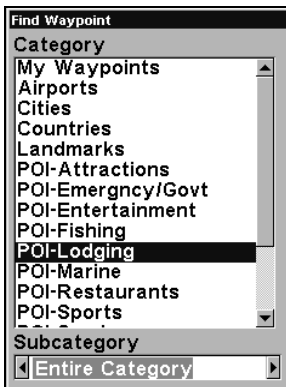 Find Waypoint
Category
My Waypoints
Airports
Cities
Countries
Landmarks
POI-Attractions
POI-Emergncy/Govt
POI-Entertainment
POI-Fishing
POI-Lodging
POI-Marine
POI-Restaurants
POI-Sports
Subcategory
Entire Category